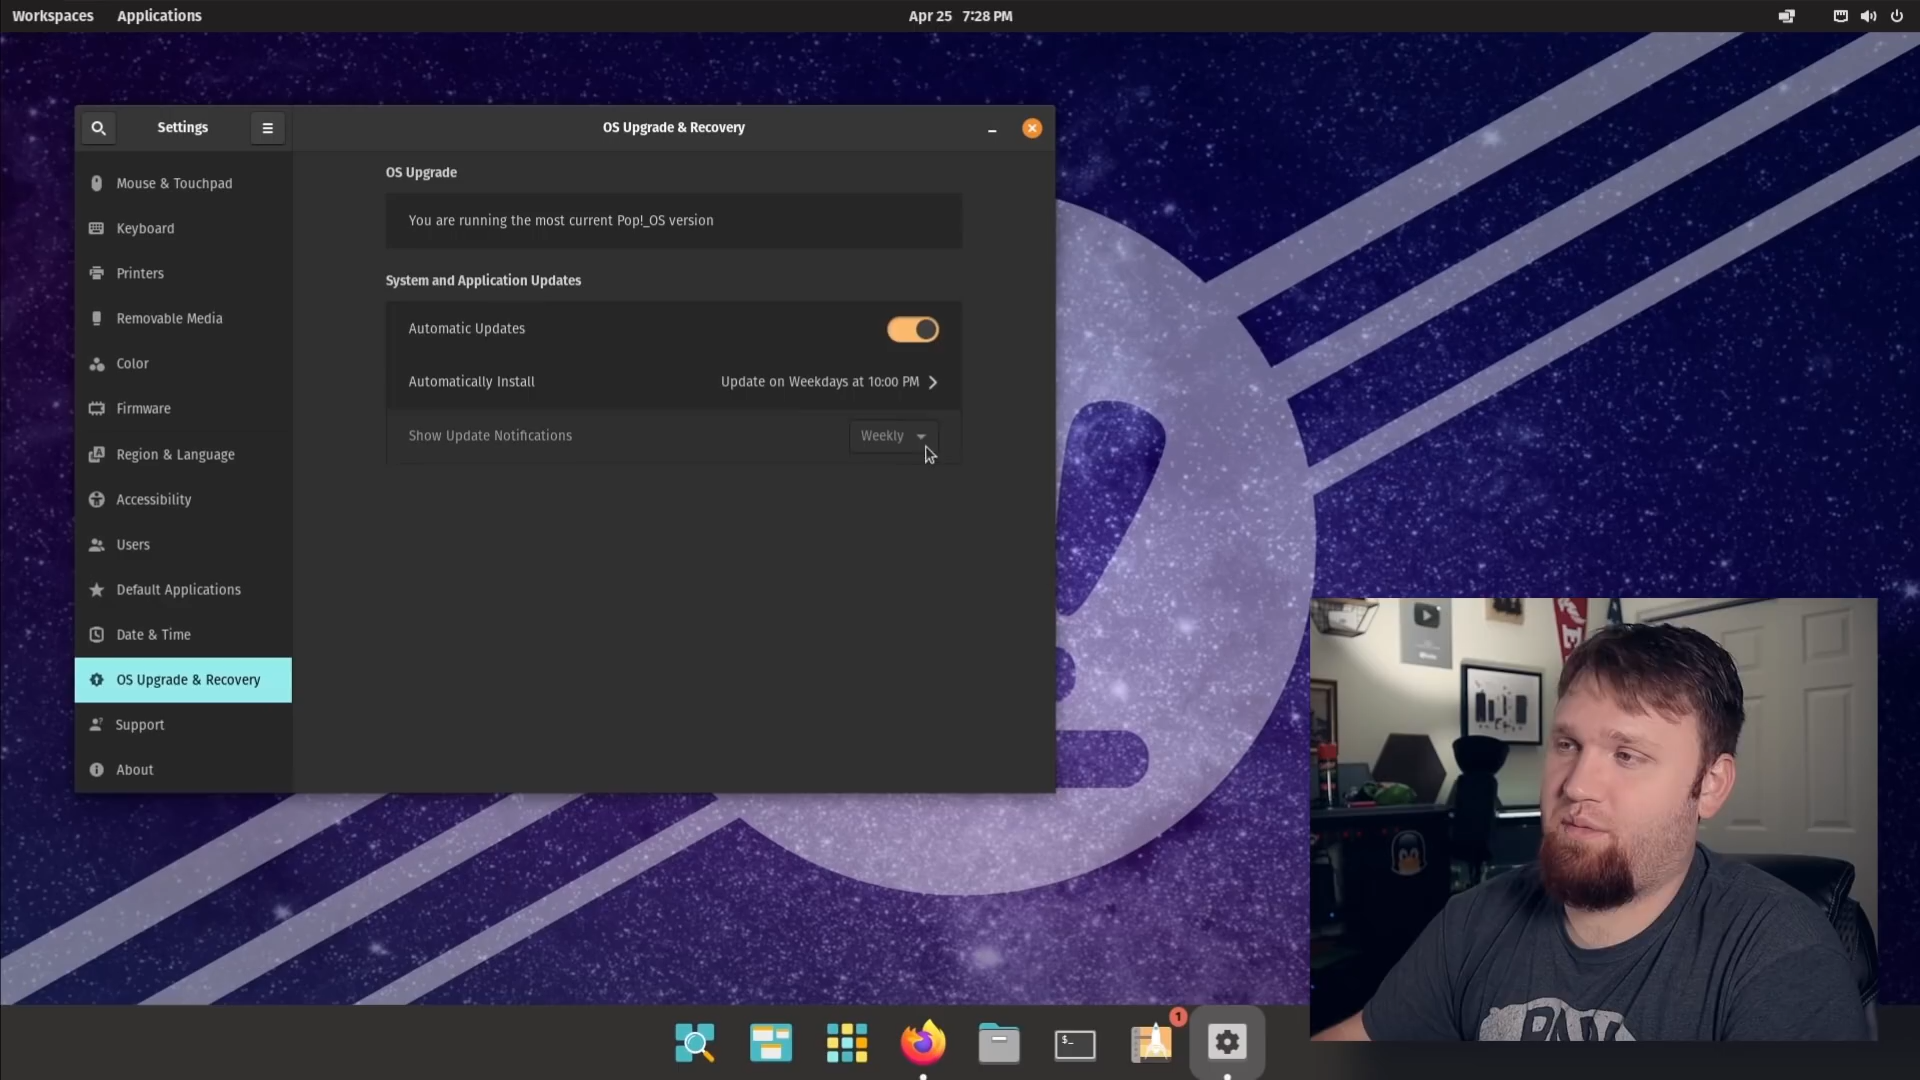 Workspaces Applications Apr 25 7:28 PM
Settings OS Upgrade & Recovery
Mouse & Touchpad
Keyboard
Printers
Removable Media
Color
Firmware
Region & Language
Accessibility
Users
Default Applications
Date & Time
OS Upgrade & Recovery
Support
About
OS Upgrade
You are running the most current Pop!_OS version
System and Application Updates
Automatic Updates
Automatically Install Update on Weekdays at 10:00 PM
Show Update Notifications Weekly
$_
1